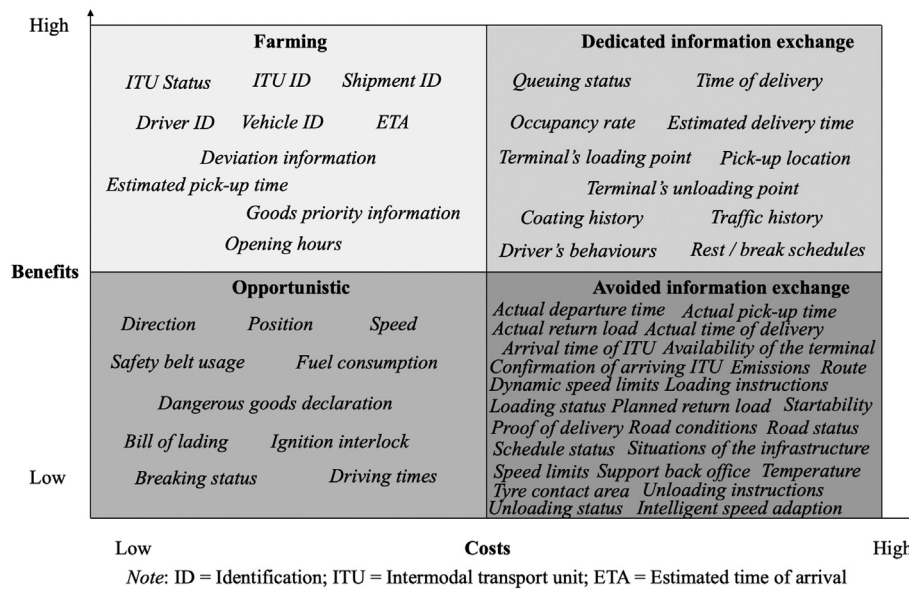 High
Farming
ITU Status ITU ID Shipment ID
Driver ID Vehicle ID ETA
Deviation information
Estimated pick-up time
Goods priority information
Opening hours
Dedicated information exchange
Queuing status Time of delivery
Occupancy rate Estimated delivery time
Terminal's loading point Pick-up location
Terminal's unloading point
Coating history Traffic history
Driver's behaviours Rest / break schedules
Benefits
Opportunistic
Direction Position Speed
Safety belt usage Fuel consumption
Dangerous goods declaration
Bill of lading Ignition interlock
Breaking status Driving times
Avoided information exchange
Actual departure time Actual pick-up time
Actual return load Actual time of delivery
Arrival time of ITU Availability of the terminal
Confirmation of arriving ITU Emissions Route
Dynamic speed limits Loading instructions
Loading status Planned return load Startability
Proof of delivery Road conditions Road status
Schedule status Situations of the infrastructure
Speed limits Support back office Temperature
Tyre contact area Unloading instructions
Unloading status Intelligent speed adaption
Low
Low Costs High
Note: ID = Identification; ITU = Intermodal transport unit; ETA = Estimated time of arrival